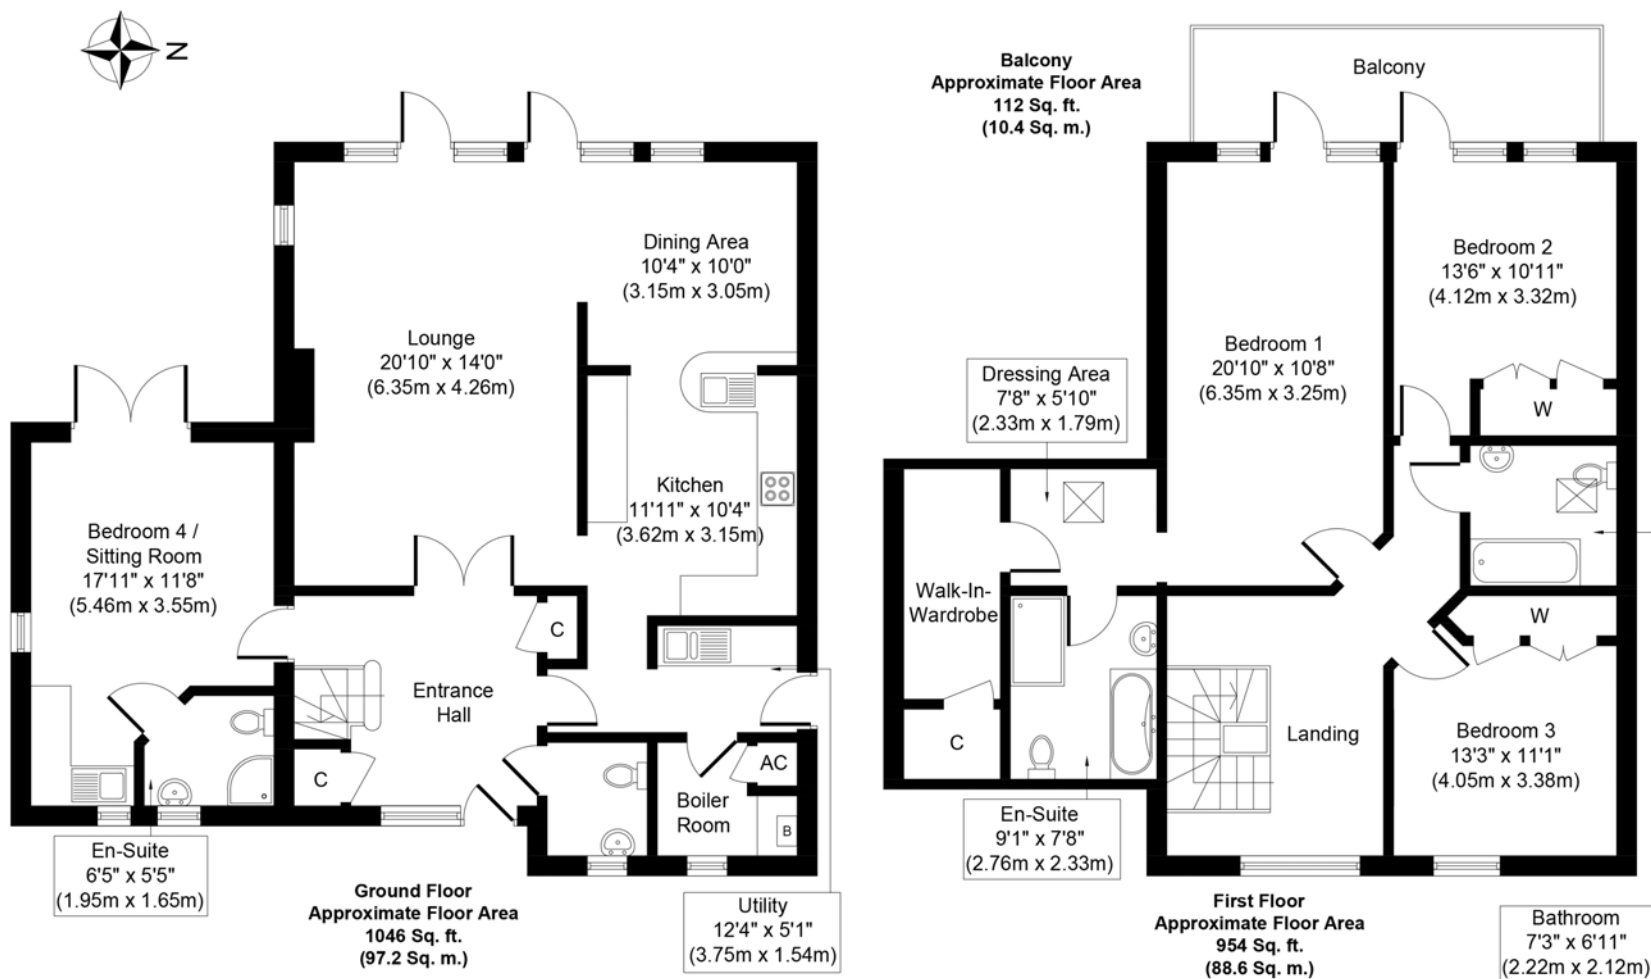 N
Dining Area
10'4" x 10'0"
(3.15m x 3.05m)
Lounge
20'10" x 14'0"
(6.35m x 4.26m)
Kitchen
11'11" x 10'4"
(3.62m x 3.15m)
Bedroom 4 /
Sitting Room
17'11" x 11'8"
(5.46m x 3.55m)
C
Entrance
Hall
C
AC
Boiler
Room
B
En-Suite
6'5" x 5'5"
(1.95m x 1.65m)
Ground Floor
Approximate Floor Area
1046 Sq. ft.
(97.2 Sq. m.)
Utility
12'4" x 5'1"
(3.75m x 1.54m)
Balcony
Approximate Floor Area
112 Sq. ft.
(10.4 Sq. m.)
Balcony
Bedroom 2
13'6" x 10'11"
(4.12m x 3.32m)
Bedroom 1
20'10" x 10'8"
(6.35m x 3.25m)
Dressing Area
7'8" x 5'10"
(2.33m x 1.79m)
W
Walk-In-
Wardrobe
W
C
Landing
Bedroom 3
13'3" x 11'1"
(4.05m x 3.38m)
En-Suite
9'1" x 7'8"
(2.76m x 2.33m)
First Floor
Approximate Floor Area
954 Sq. ft.
(88.6 Sq. m.)
Bathroom
7'3" x 6'11"
(2.22m x 2.12m)